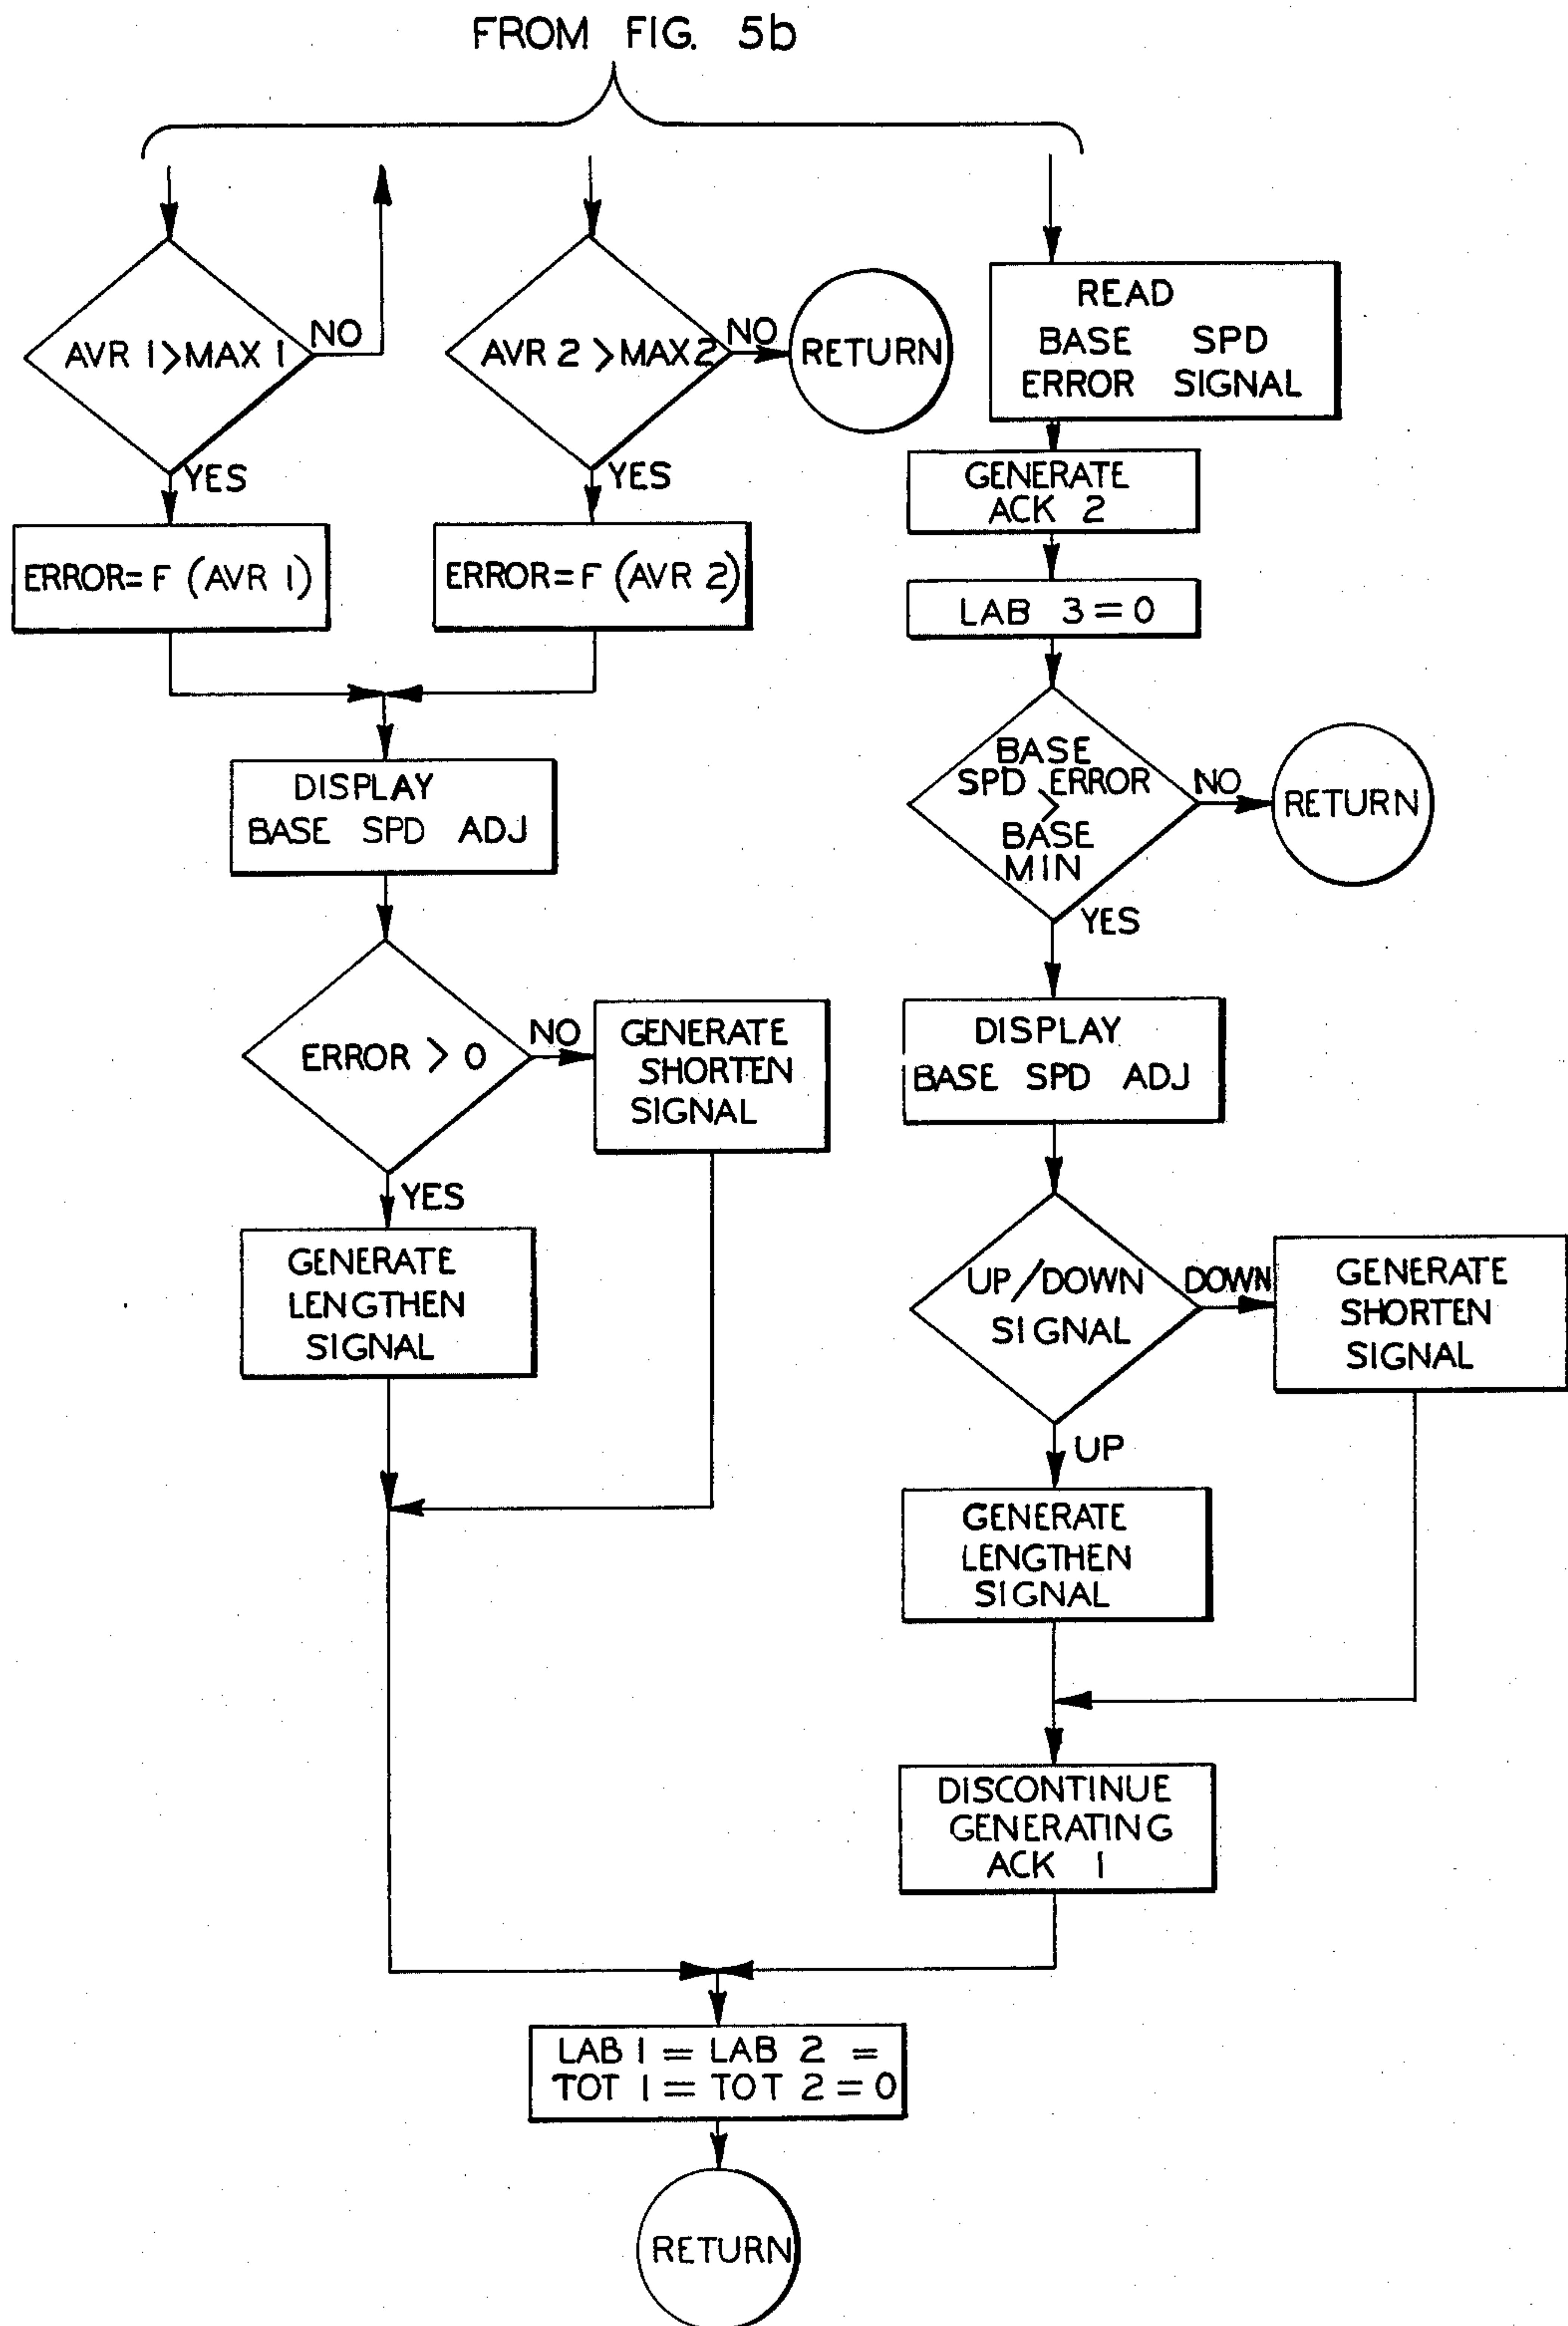 FROM FIG. 5b
AVR 1>MAX 1
NO
YES
ERROR=F (AVR 1)
AVR 2 >MAX2
NO
RETURN
YES
ERROR=F (AVR 2)
DISPLAY
BASE SPD ADJ
ERROR > 0
NO
GENERATE
SHORTEN
SIGNAL
YES
GENERATE
LENGTHEN
SIGNAL
READ
BASE SPD
ERROR SIGNAL
GENERATE
ACK 2
LAB 3=0
BASE
SPD ERROR
>
BASE
MIN
NO
RETURN
YES
DISPLAY
BASE SPD ADJ
UP/DOWN
SIGNAL
DOWN
GENERATE
SHORTEN
SIGNAL
UP
GENERATE
LENGTHEN
SIGNAL
DISCONTINUE
GENERATING
ACK 1
LAB 1 = LAB 2 =
TOT 1 = TOT 2 = 0
RETURN